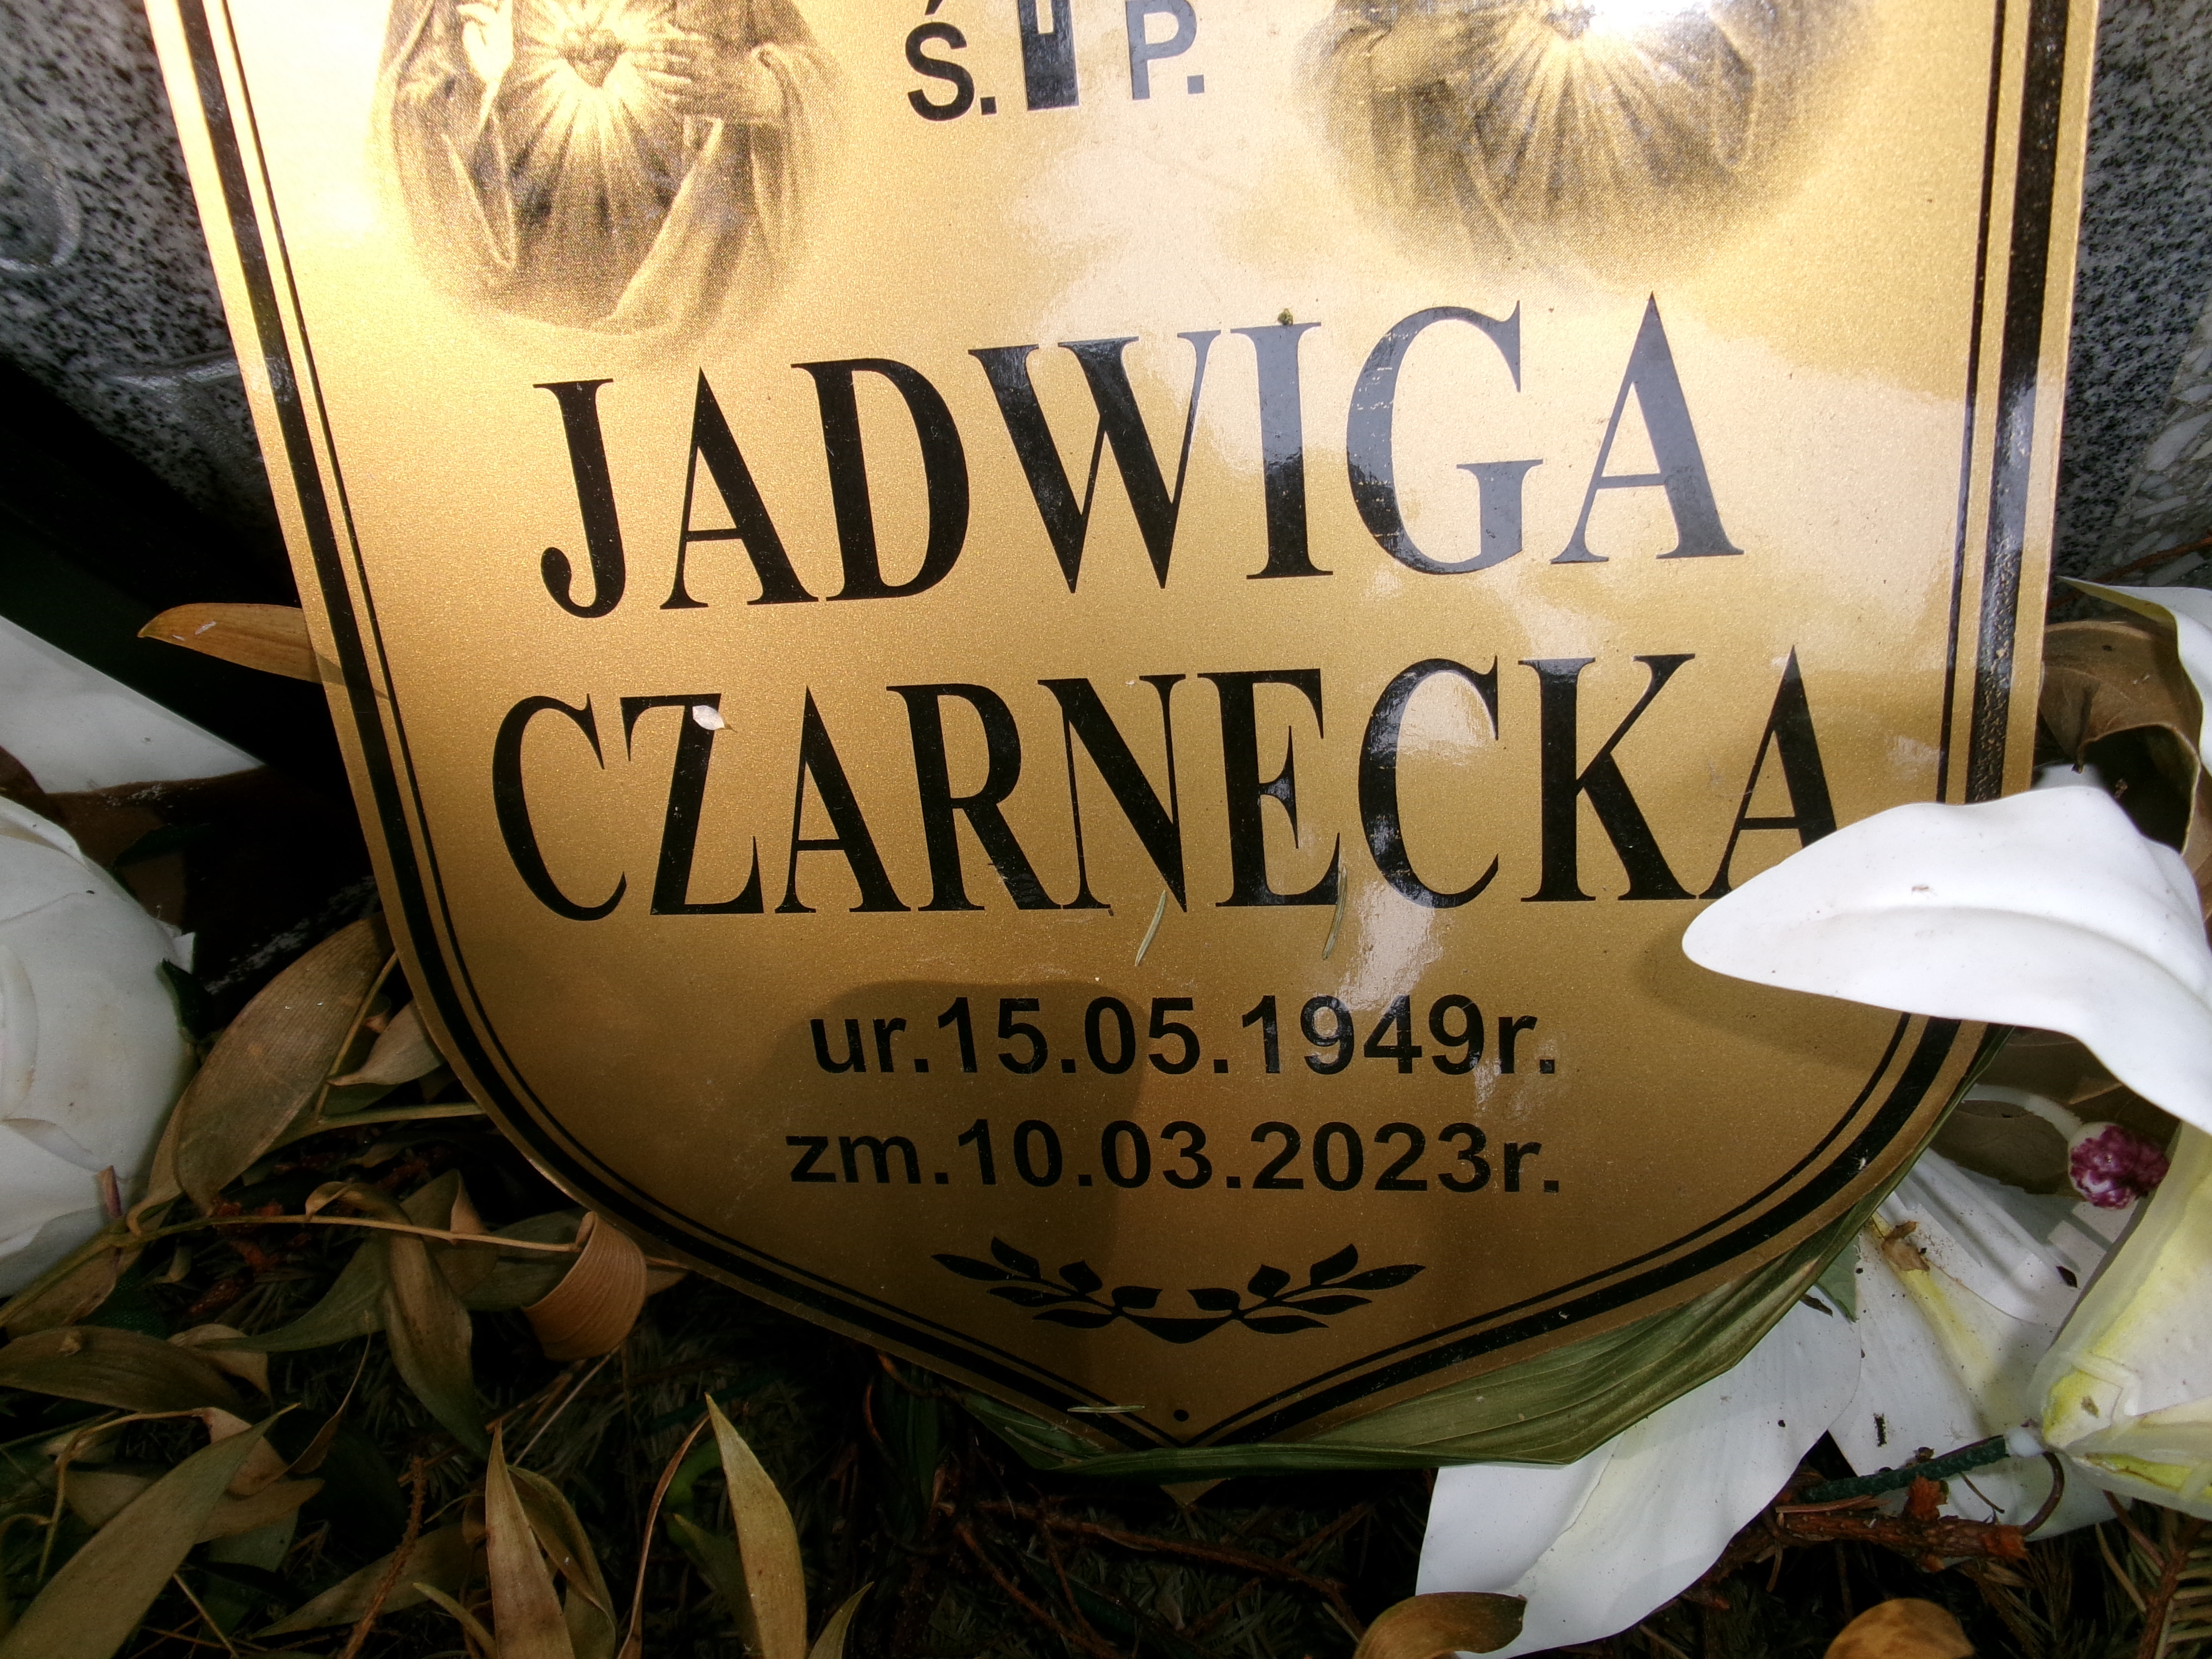 Ś. P.
JADWIGA
CZARNECKA
ur.15.05.1949r.
zm.10.03.2023r.